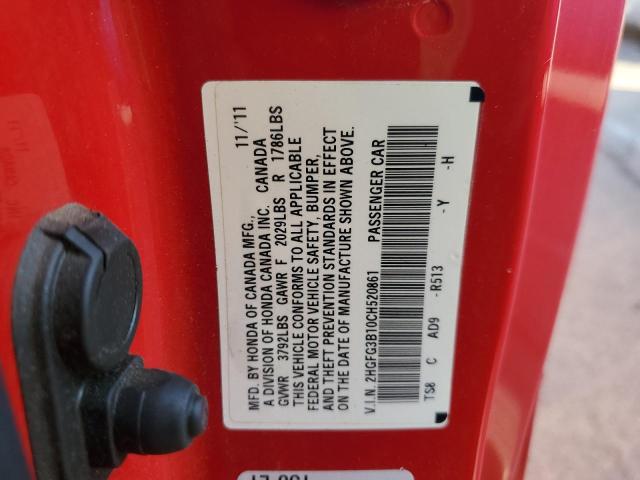 MFD. BY HONDA OF CANADA MFG., 11/'11
A DIVISION OF HONDA CANADA INC. CANADA
GVWR 3792LBS GAWR F 2029LBS R 1786LBS
THIS VEHICLE CONFORMS TO ALL APPLICABLE
FEDERAL MOTOR VEHICLE SAFETY, BUMPER,
AND THEFT PREVENTION STANDARDS IN EFFECT
ON THE DATE OF MANUFACTURE SHOWN ABOVE.
V.I.N. 2HGFG3B10CH520861 PASSENGER CAR
TS8 C AD9 -R513 -Y -H